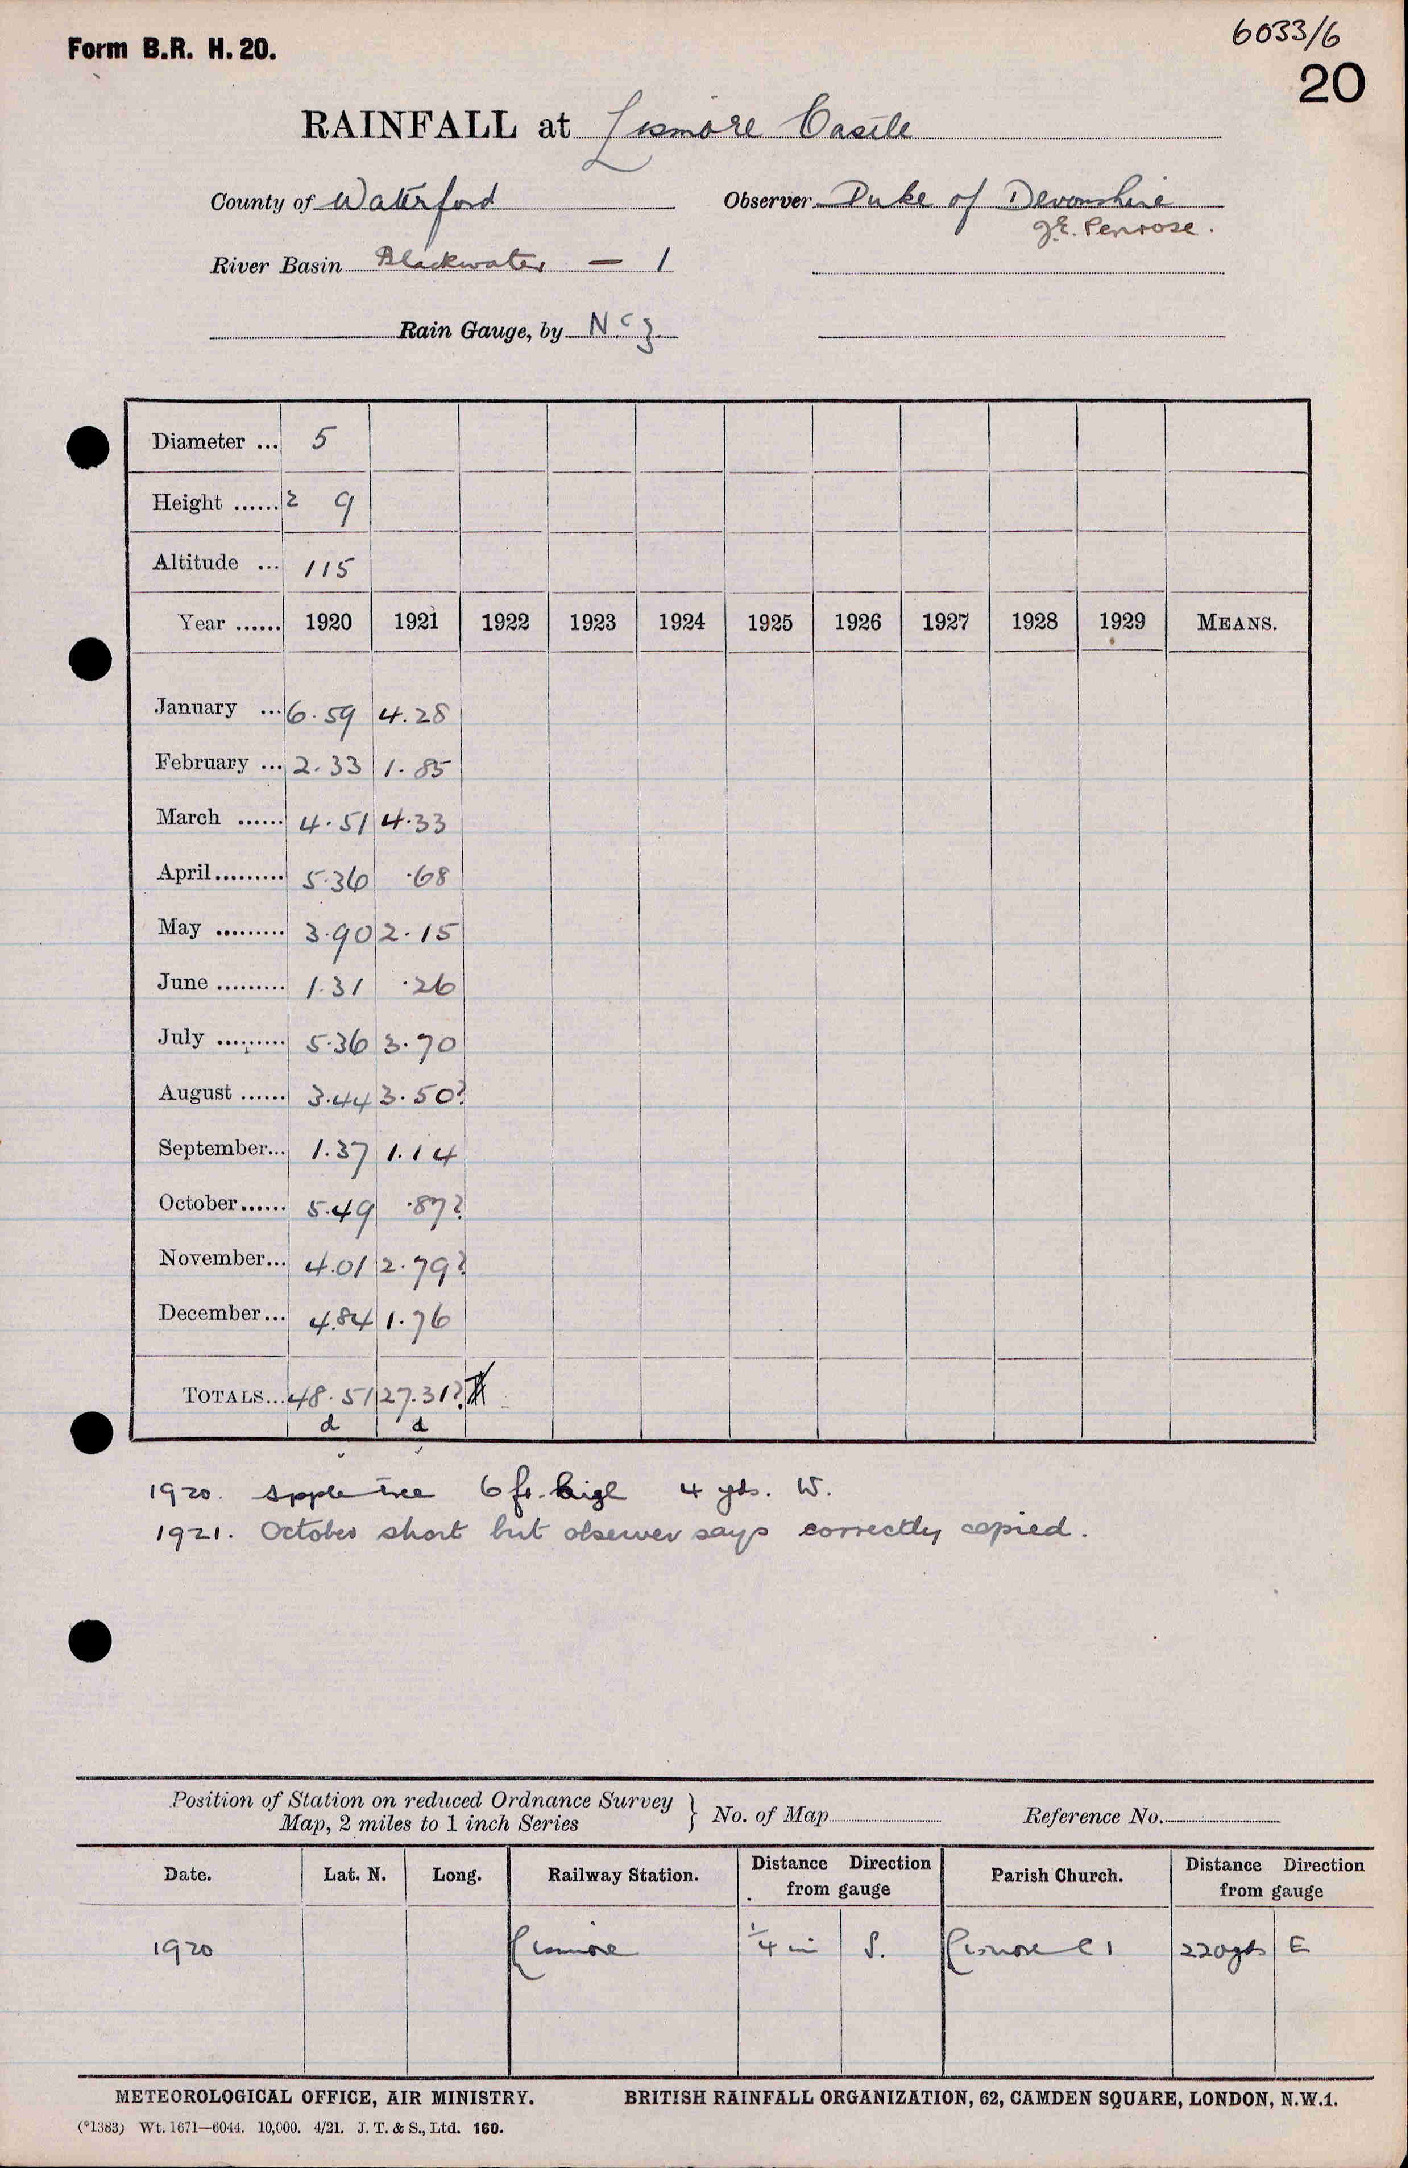 Form B.R. H. 20.
6033/6
20
RAINFALL at Lismore Castle
County of Waterford Observer Duke of Devonshire
J.E. Penrose.
River Basin Blackwater — 1
Rain Gauge, by N & Z
Diameter ... 5
Height ...... 2 9
Altitude ... 115
Year ...... 1920 1921 1922 1923 1924 1925 1926 1927 1928 1929 MEANS.
January ... 6.59 4.28
February ... 2.33 1.85
March ...... 4.51 4.33
April ......... 5.36 .68
May ......... 3.90 2.15
June ......... 1.31 .26
July ......... 5.36 3.70
August ...... 3.44 3.50?
September... 1.37 1.14
October...... 5.49 .87?
November... 4.01 2.79?
December... 4.84 1.76
TOTALS... 48.51 27.31?
d d
1920. Apple tree 6 ft. high 4 yds. W.
1921. October short but observer says correctly copied.
Position of Station on reduced Ordnance Survey
Map, 2 miles to 1 inch Series } No. of Map Reference No.
Date. Lat. N. Long. Railway Station. Distance Direction from gauge Parish Church. Distance Direction from gauge
1920 Lismore 1/4 m S. Lismore C I 220 yds E
METEOROLOGICAL OFFICE, AIR MINISTRY. BRITISH RAINFALL ORGANIZATION, 62, CAMDEN SQUARE, LONDON, N.W.1.
(*1383) Wt. 1671—6044. 10,000. 4/21. J. T. & S., Ltd. 160.